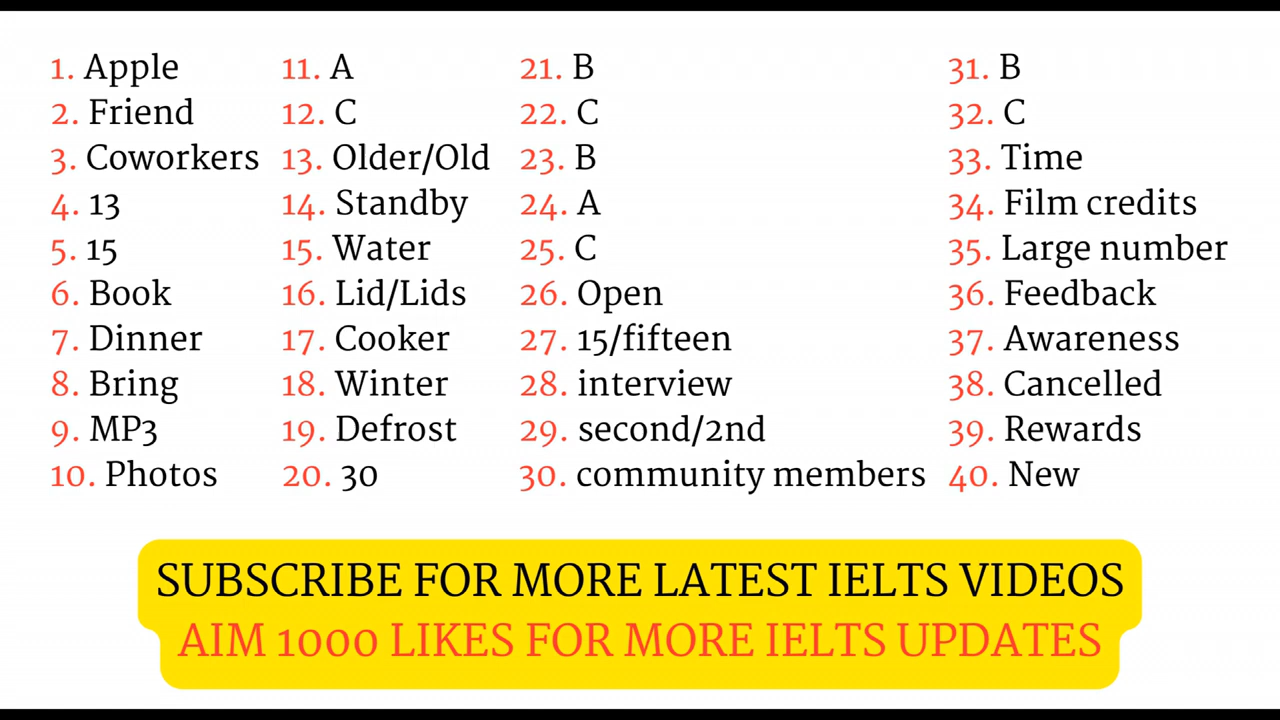 1. Apple
2. Friend
3. Coworkers
4. 13
5. 15
6. Book
7. Dinner
8. Bring
9. MP3
10. Photos
11. A
12. C
13. Older/Old
14. Standby
15. Water
16. Lid/Lids
17. Cooker
18. Winter
19. Defrost
20. 30
21. B
22. C
23. B
24. A
25. C
26. Open
27. 15/fifteen
28. interview
29. second/2nd
30. community members
31. B
32. C
33. Time
34. Film credits
35. Large number
36. Feedback
37. Awareness
38. Cancelled
39. Rewards
40. New
SUBSCRIBE FOR MORE LATEST IELTS VIDEOS
AIM 1000 LIKES FOR MORE IELTS UPDATES